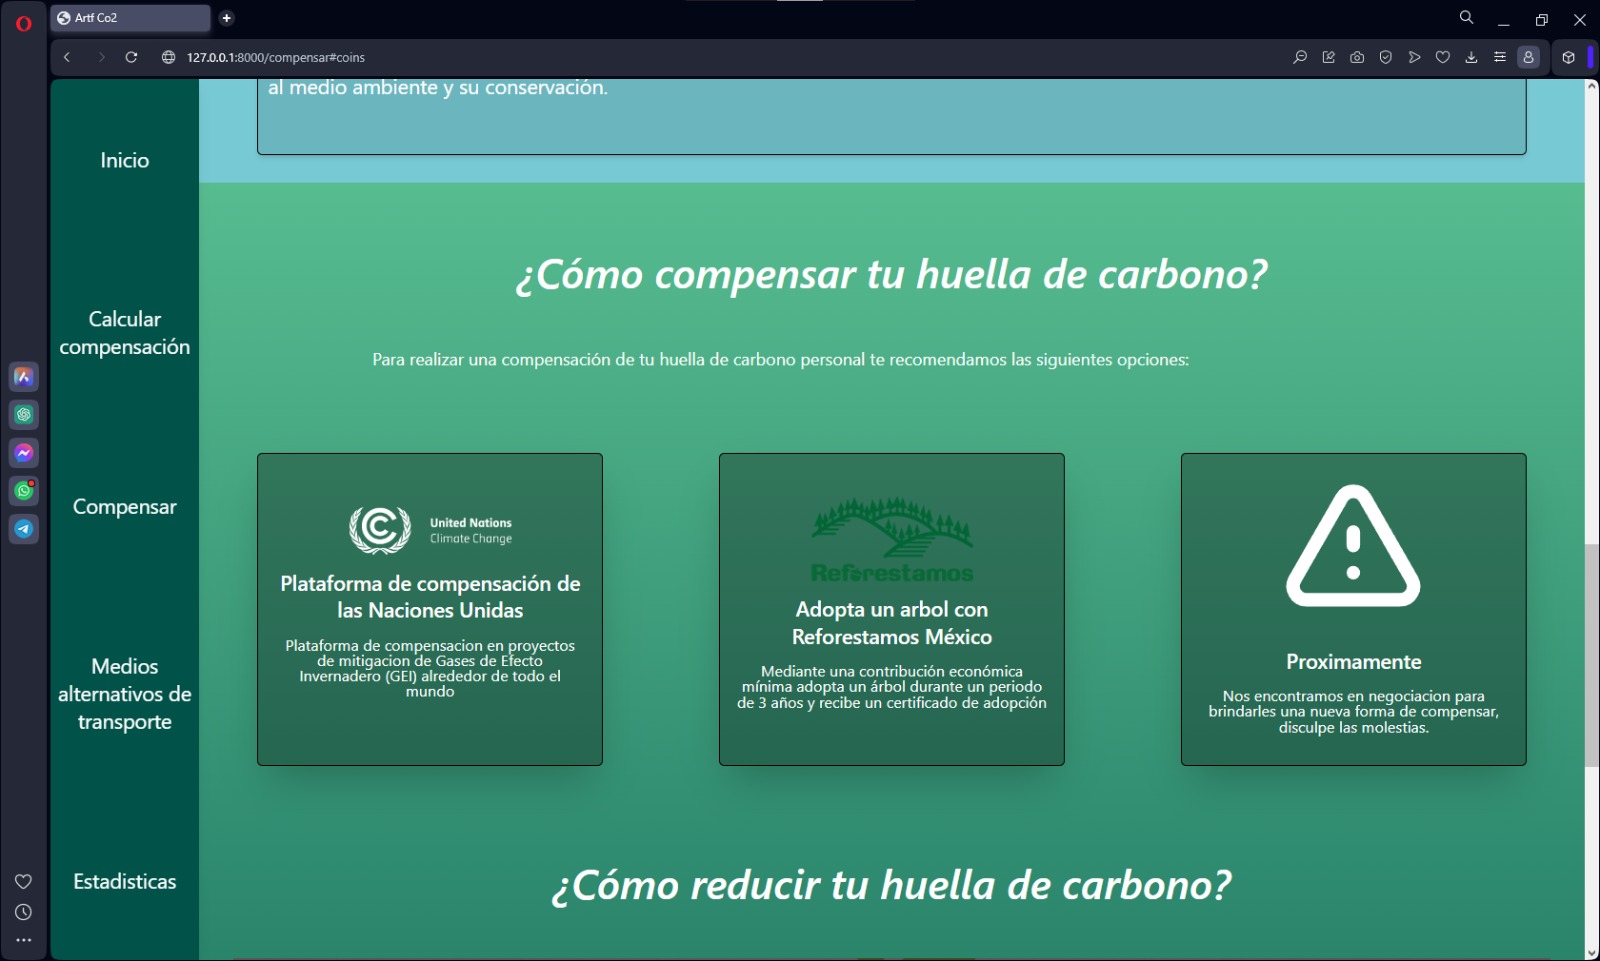 Artf Co2
127.0.0.1:8000/compensar#coins
al medio ambiente y su conservación.
Inicio
Calcular
compensación
Compensar
Medios
alternativos de
transporte
Estadisticas
¿Cómo compensar tu huella de carbono?
Para realizar una compensación de tu huella de carbono personal te recomendamos las siguientes opciones:
United Nations
Climate Change
Plataforma de compensación de
las Naciones Unidas
Plataforma de compensacion en proyectos
de mitigacion de Gases de Efecto
Invernadero (GEI) alrededor de todo el
mundo
Reforestamos
Adopta un arbol con
Reforestamos México
Mediante una contribución económica
mínima adopta un árbol durante un periodo
de 3 años y recibe un certificado de adopción
Proximamente
Nos encontramos en negociacion para
brindarles una nueva forma de compensar,
disculpe las molestias.
¿Cómo reducir tu huella de carbono?